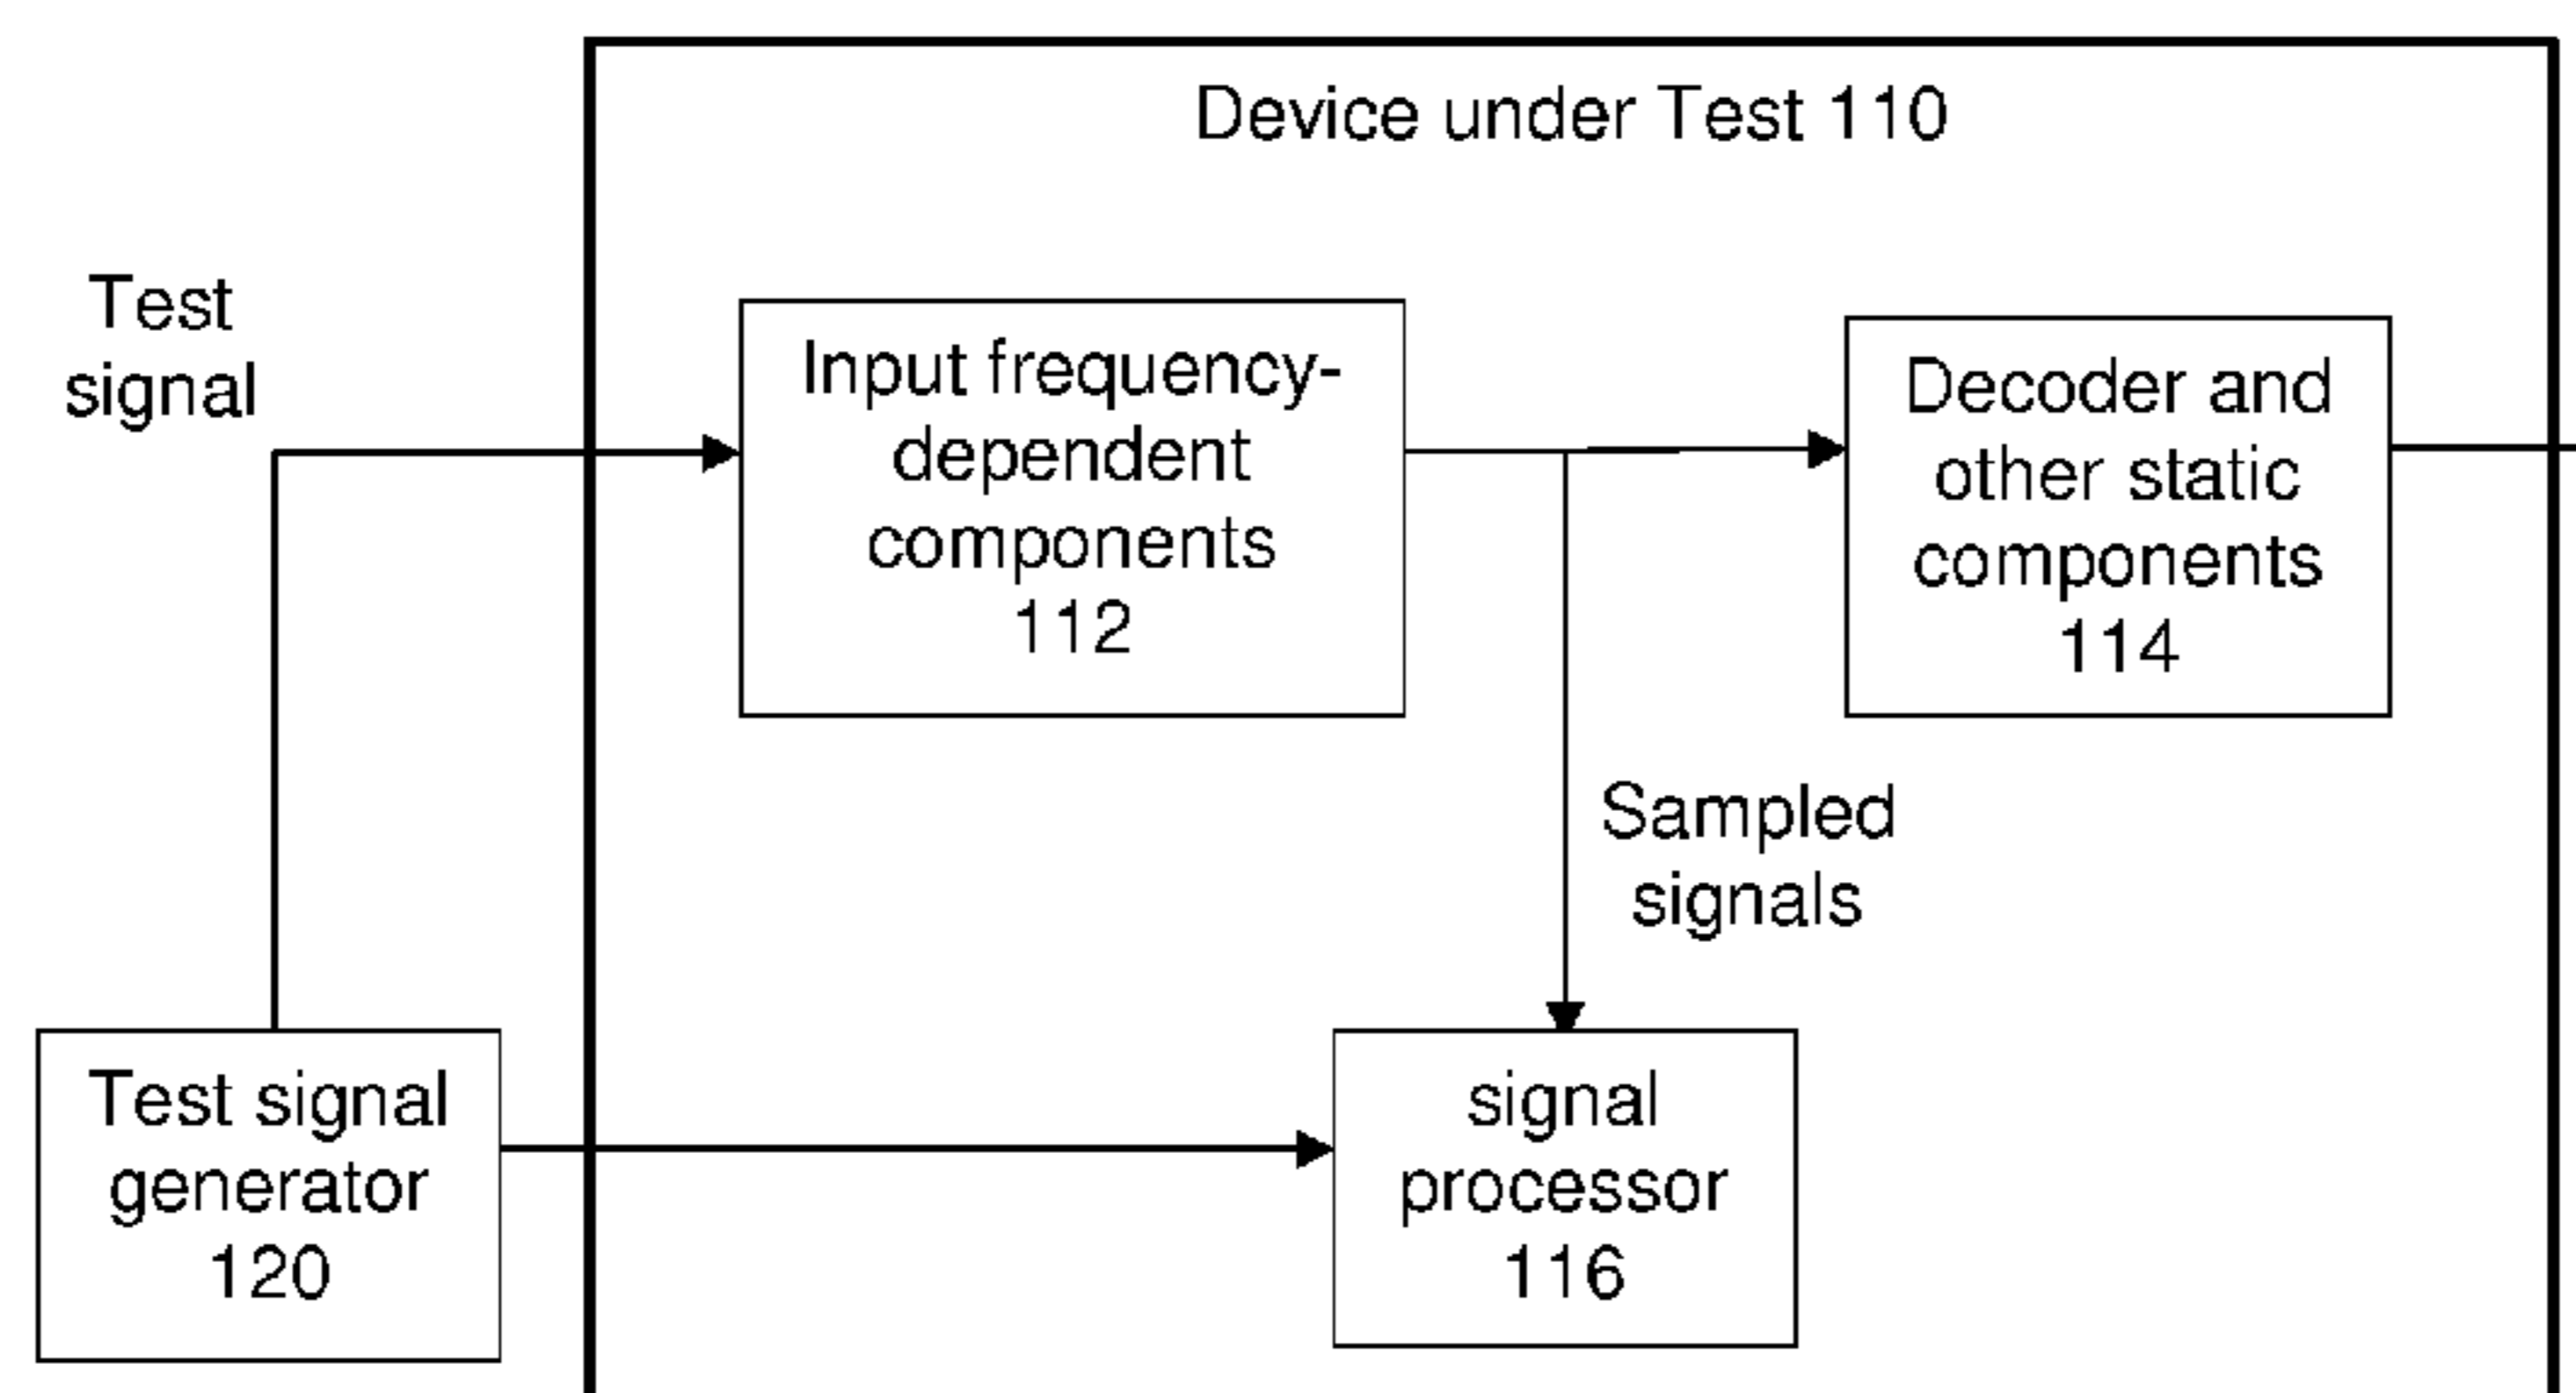 Device under Test 110
Test
signal
Input frequency-
dependent
components
112
Decoder and
other static
components
114
Sampled
signals
Test signal
generator
120
signal
processor
116